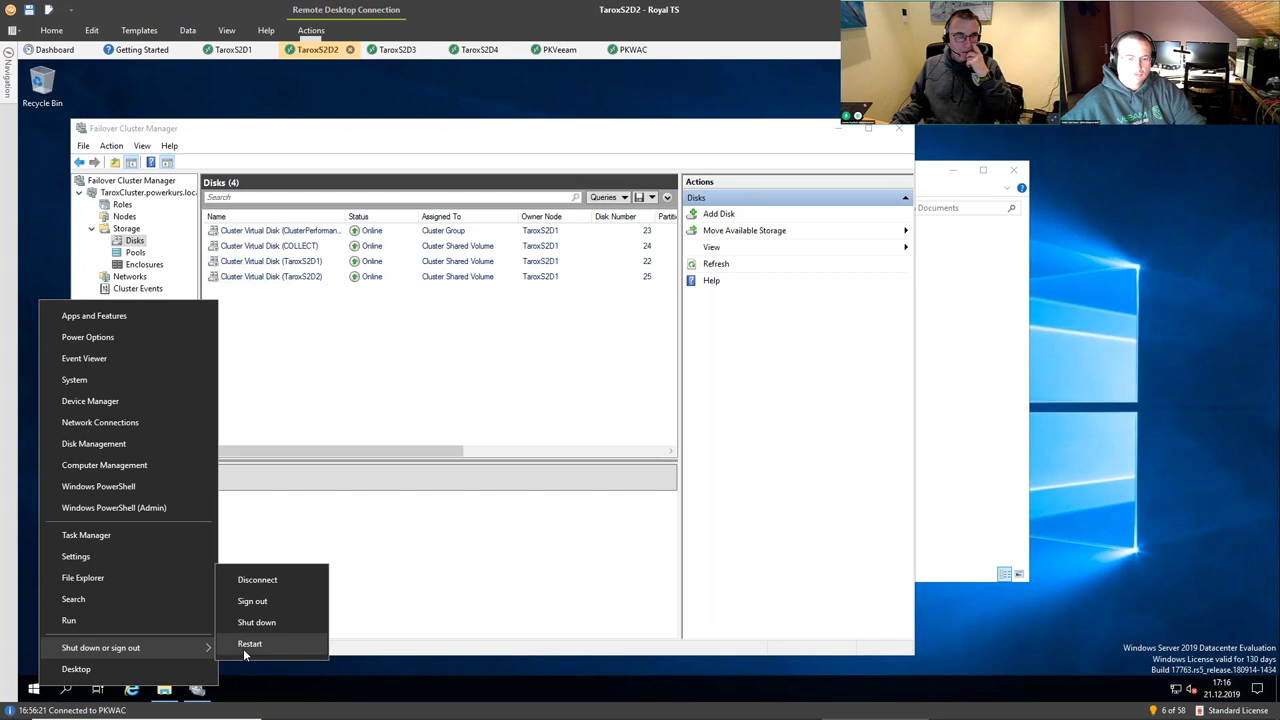 Remote Desktop Connection
TaroxS2D2 - Royal TS
Home Edit Templates Data View Help Actions
Dashboard Getting Started TaroxS2D1 TaroxS2D2 TaroxS2D3 TaroxS2D4 PKVeeam PKWAC
Navigation
Recycle Bin
Failover Cluster Manager
File Action View Help
Failover Cluster Manager
TaroxCluster.powerkurs.loc
Roles
Nodes
Storage
Disks
Pools
Enclosures
Networks
Cluster Events
Disks (4)
Search
Queries
Name Status Assigned To Owner Node Disk Number Partiti
Cluster Virtual Disk (ClusterPerforman... Online Cluster Group TaroxS2D1 23
Cluster Virtual Disk (COLLECT) Online Cluster Shared Volume TaroxS2D1 24
Cluster Virtual Disk (TaroxS2D1) Online Cluster Shared Volume TaroxS2D1 22
Cluster Virtual Disk (TaroxS2D2) Online Cluster Shared Volume TaroxS2D1 25
Actions
Disks
Add Disk
Move Available Storage
View
Refresh
Help
Documents
Apps and Features
Power Options
Event Viewer
System
Device Manager
Network Connections
Disk Management
Computer Management
Windows PowerShell
Windows PowerShell (Admin)
Task Manager
Settings
File Explorer
Search
Run
Shut down or sign out
Desktop
Disconnect
Sign out
Shut down
Restart
Windows Server 2019 Datacenter Evaluation
Windows License valid for 130 days
Build 17763.rs5_release.180914-1434
17:16
21.12.2019
16:56:21 Connected to PKWAC
6 of 58
Standard License